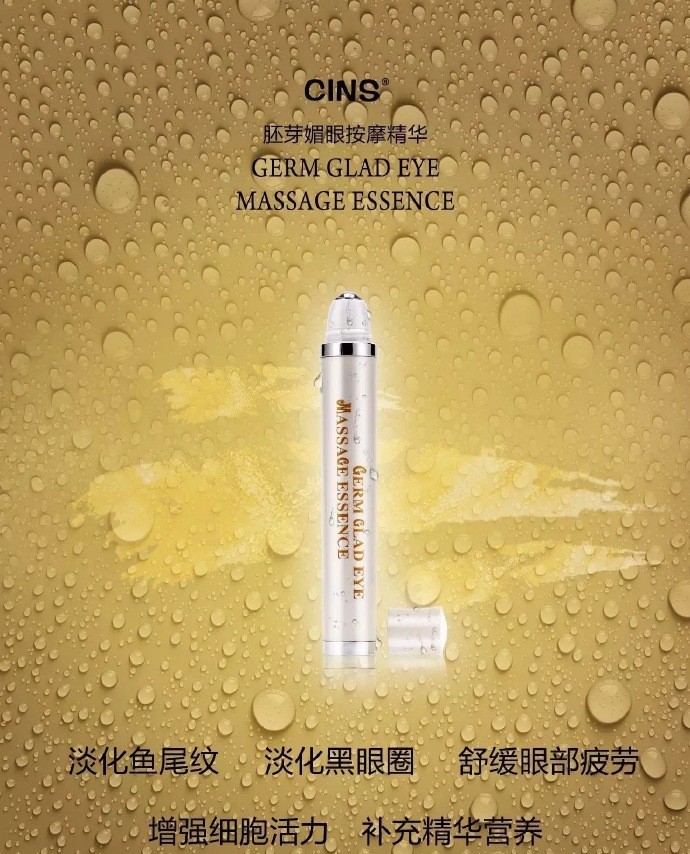 CINS®
胚芽媚眼按摩精华
GERM GLAD EYE
MASSAGE ESSENCE
MASSAGE ESSENCE
GERM GLAD EYE
淡化鱼尾纹 淡化黑眼圈 舒缓眼部疲劳
增强细胞活力 补充精华营养